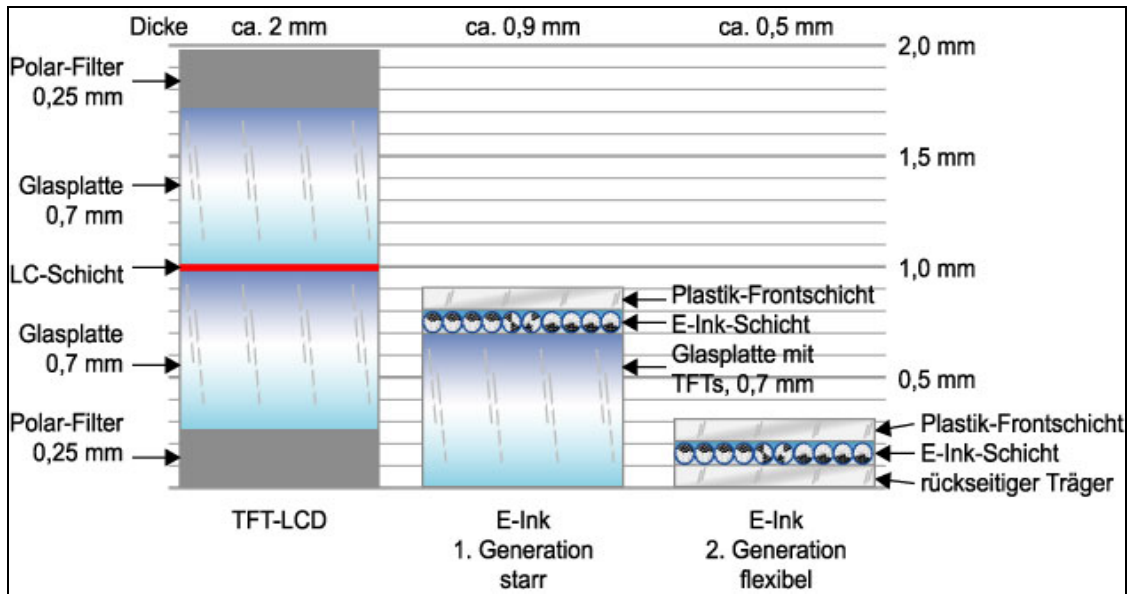 Dicke ca. 2 mm ca. 0,9 mm ca. 0,5 mm
2,0 mm
Polar-Filter
0,25 mm
1,5 mm
Glasplatte
0,7 mm
LC-Schicht
1,0 mm
Plastik-Frontschicht
E-Ink-Schicht
Glasplatte
0,7 mm
Glasplatte mit
TFTs, 0,7 mm
0,5 mm
Polar-Filter
0,25 mm
Plastik-Frontschicht
E-Ink-Schicht
rückseitiger Träger
TFT-LCD
E-Ink
1. Generation
starr
E-Ink
2. Generation
flexibel